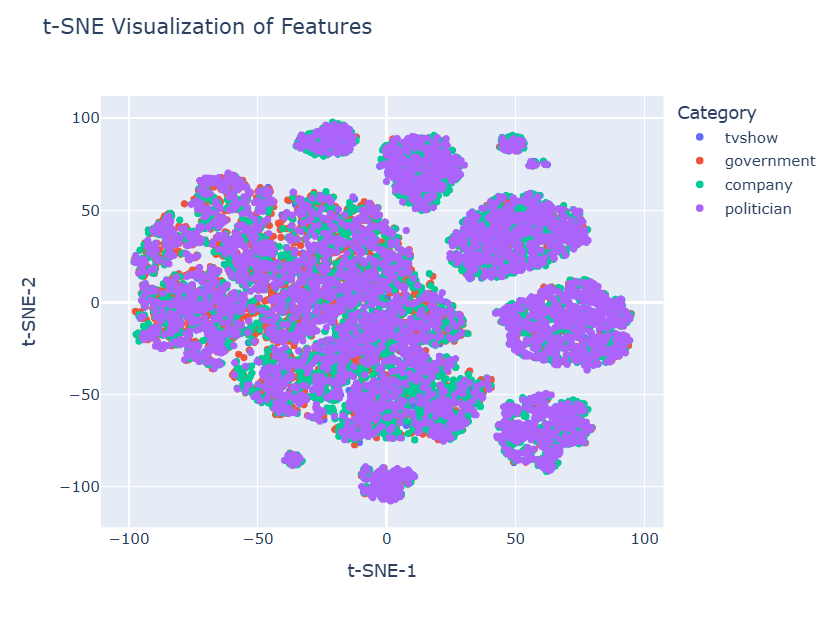 t-SNE Visualization of Features
Category
tvshow
government
company
politician
100
50
0
−50
−100
−100
−50
0
50
100
t-SNE-1
t-SNE-2